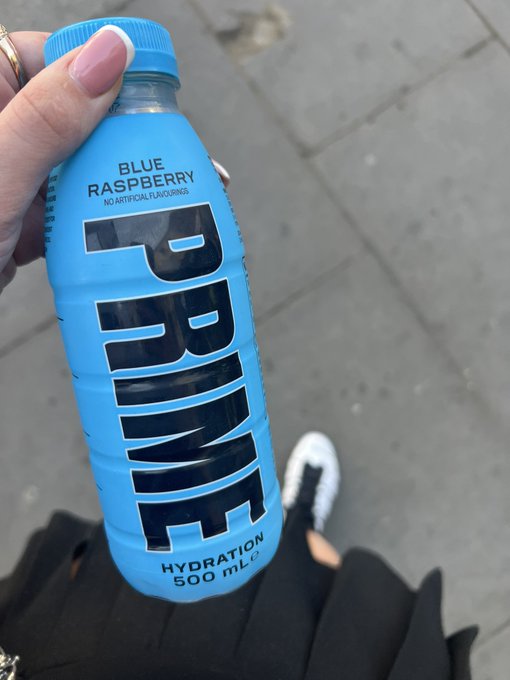 BLUE
RASPBERRY
NO ARTIFICIAL FLAVOURINGS
PRIME
HYDRATION
500 mL℮